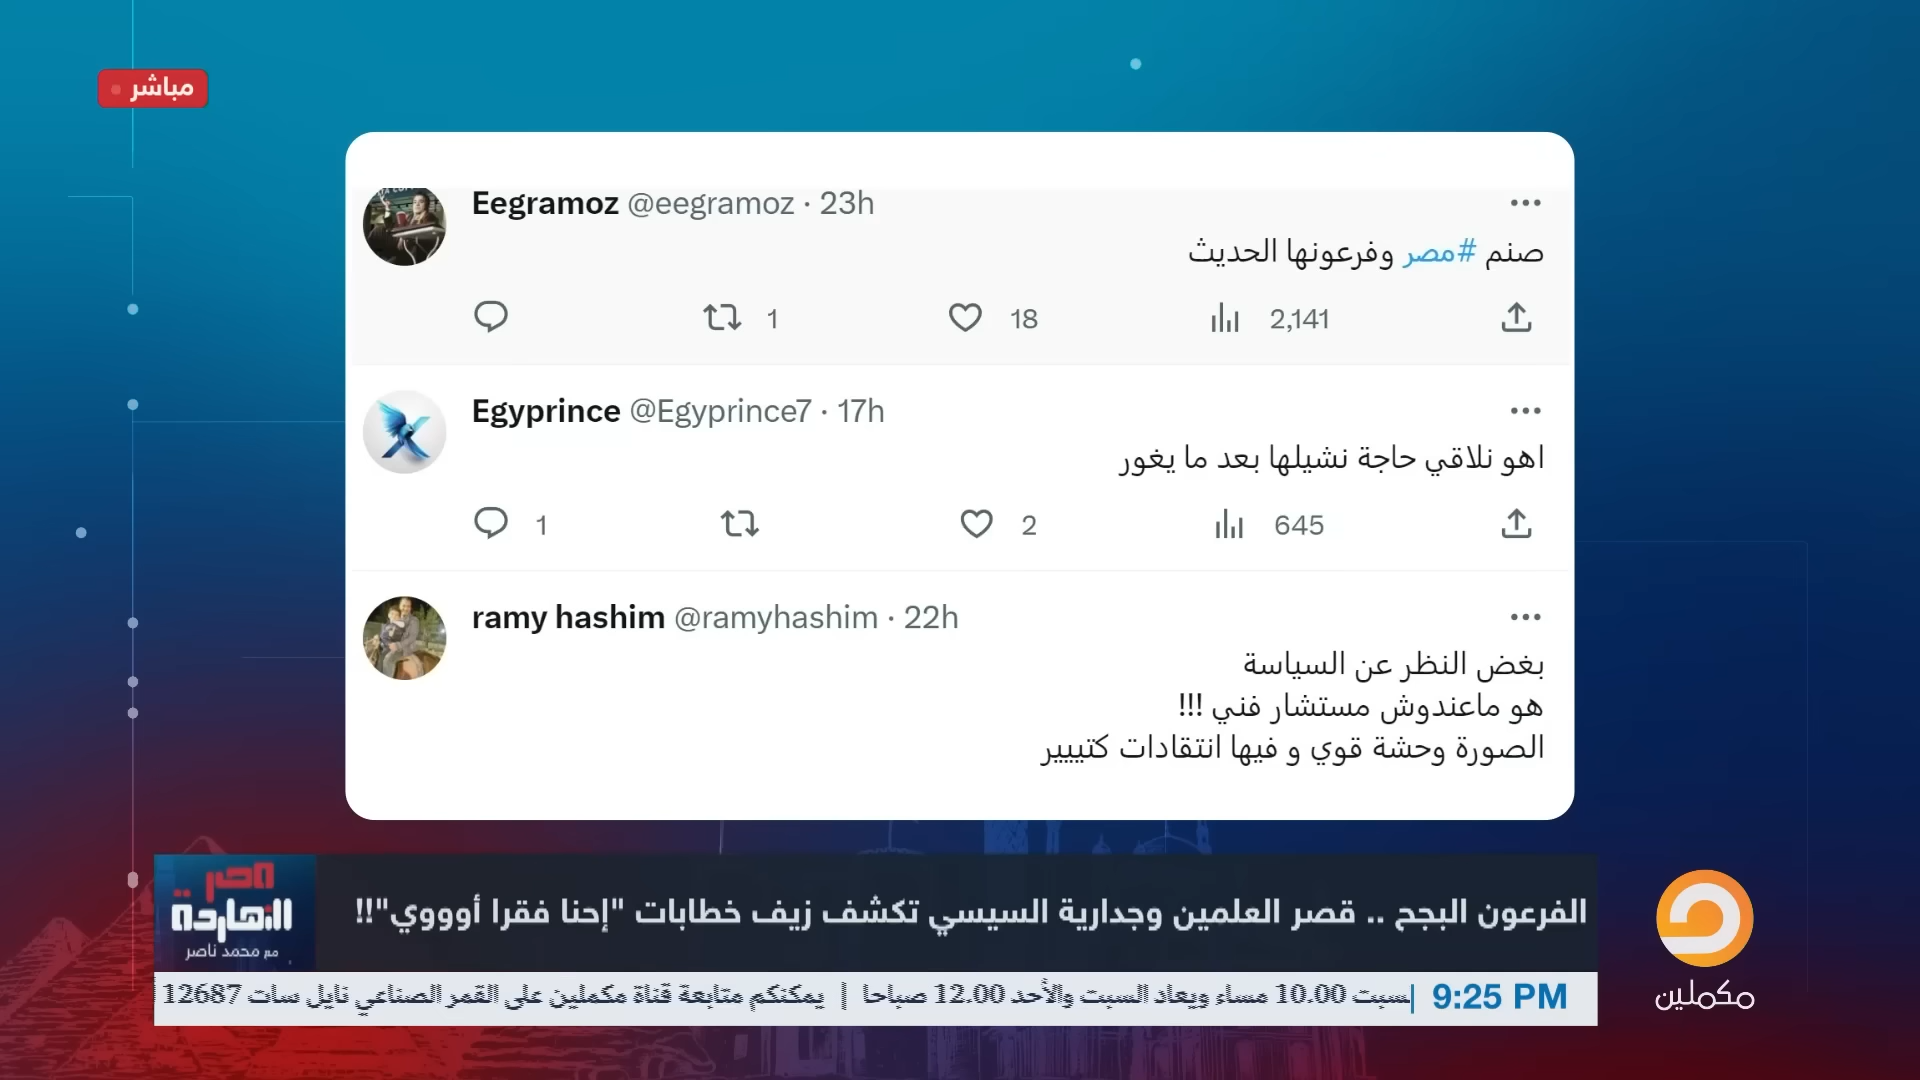 مباشر
Eegramoz @eegramoz · 23h
صنم #مصر وفرعونها الحديث
1 18 2,141
Egyprince @Egyprince7 · 17h
اهو نلاقي حاجة نشيلها بعد ما يغور
1 2 645
ramy hashim @ramyhashim · 22h
بغض النظر عن السياسة
هو ماعندوش مستشار فني !!!
الصورة وحشة قوي و فيها انتقادات كتيييير
مصر
النهاردة
مع محمد ناصر
الفرعون البجح .. قصر العلمين وجدارية السيسي تكشف زيف خطابات "إحنا فقرا أوووي"!!
9:25 PM
لسبت 10.00 مساء ويعاد السبت والأحد 12.00 صباحا | يمكنكم متابعة قناة مكملين على القمر الصناعي نايل سات 12687
مكملين